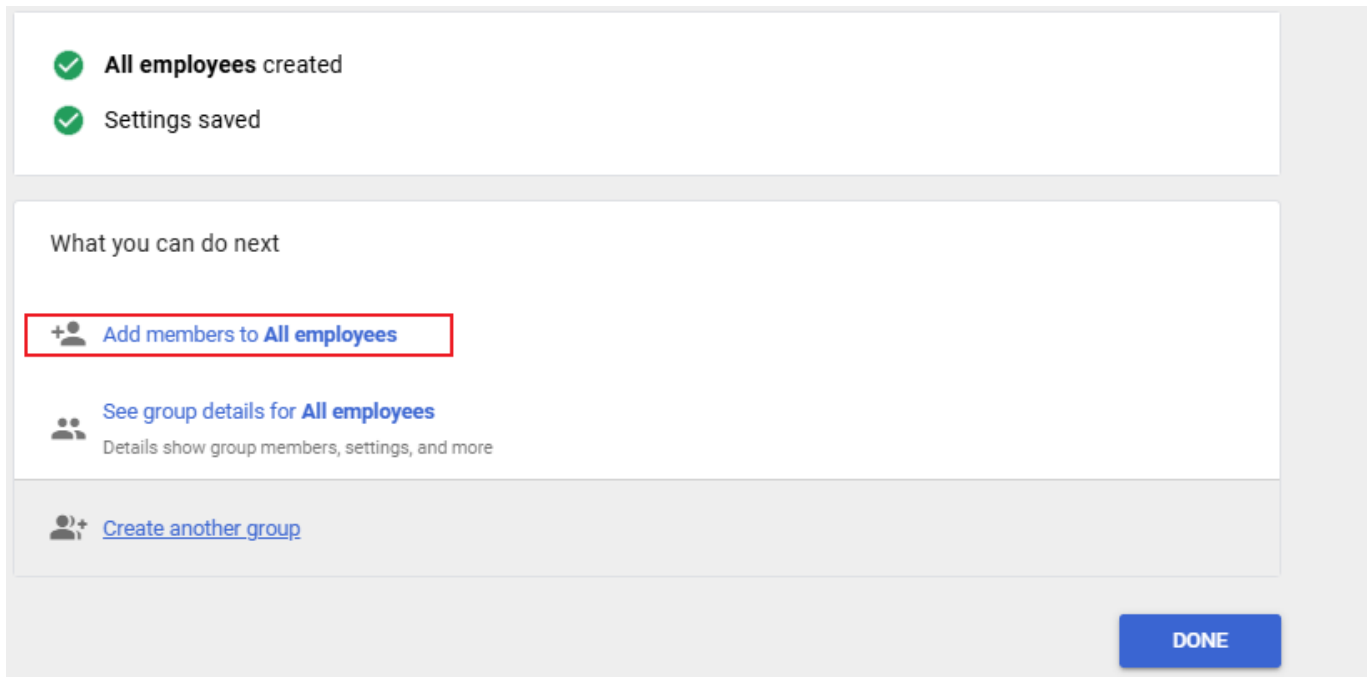 All employees created
Settings saved
What you can do next
Add members to All employees
See group details for All employees
Details show group members, settings, and more
Create another group
DONE